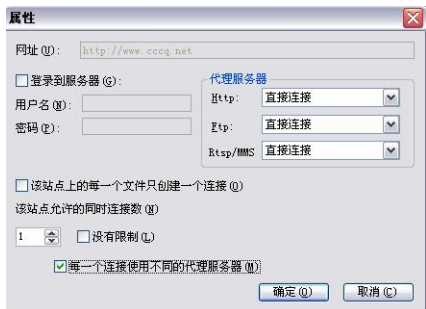 属性
网址(U): http://www.cccq.net
登录到服务器(G):
用户名(N):
密码(P):
代理服务器
Http: 直接连接
Ftp: 直接连接
Rtsp/MMS 直接连接
该站点上的每一个文件只创建一个连接(O)
该站点允许的同时连接数(N)
1 没有限制(L)
每一个连接使用不同的代理服务器(M)
确定(O) 取消(C)